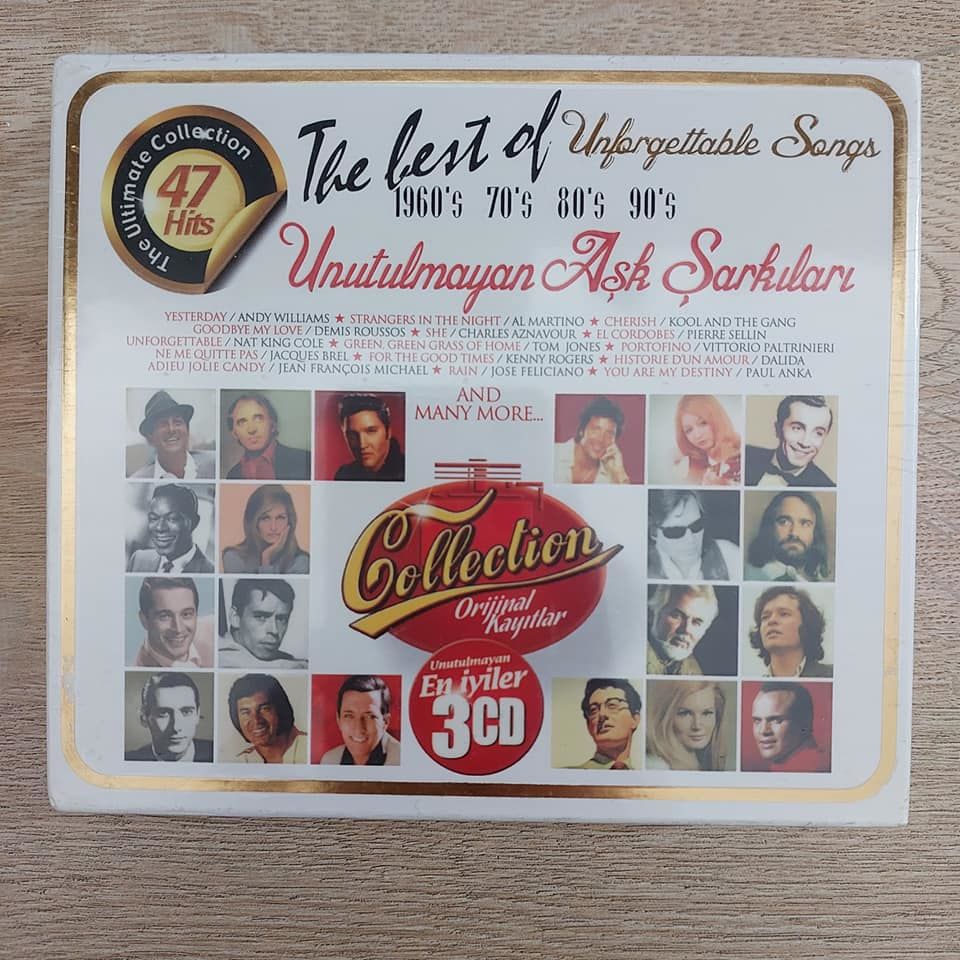 The Ultimate Collection
47
Hits
The best of Unforgettable Songs
1960's 70's 80's 90's
Unutulmayan Aşk Şarkıları
YESTERDAY / ANDY WILLIAMS ★ STRANGERS IN THE NIGHT / AL MARTINO ★ CHERISH / KOOL AND THE GANG
GOODBYE MY LOVE / DEMIS ROUSSOS ★ SHE / CHARLES AZNAVOUR ★ EL CORDOBES / PIERRE SELLIN
UNFORGETTABLE / NAT KING COLE ★ GREEN, GREEN GRASS OF HOME / TOM JONES ★ PORTOFINO / VITTORIO PALTRINIERI
NE ME QUITTE PAS / JACQUES BREL ★ FOR THE GOOD TIMES / KENNY ROGERS ★ HISTORIE D'UN AMOUR / DALIDA
ADIEU JOLIE CANDY / JEAN FRANÇOIS MICHAEL ★ RAIN / JOSE FELICIANO ★ YOU ARE MY DESTINY / PAUL ANKA
AND
MANY MORE...
Collection
Orijinal
Kayıtlar
Unutulmayan
En iyiler
3CD